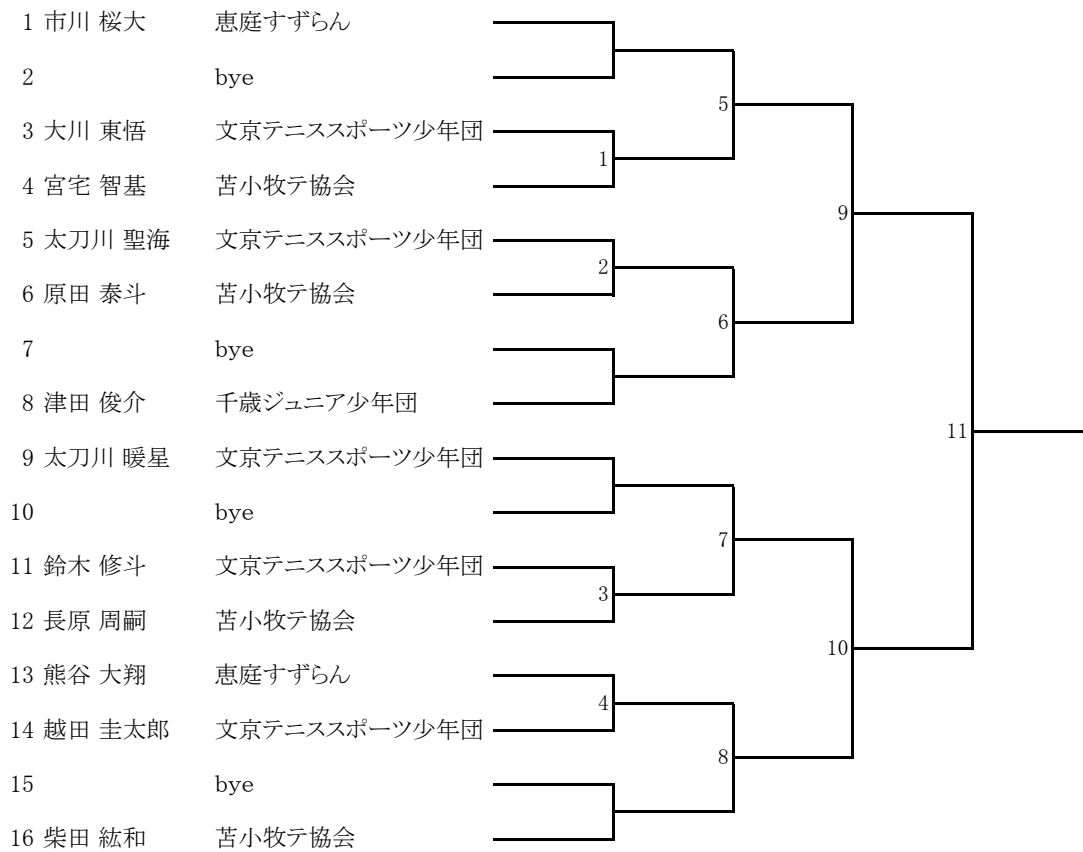 1 市川 桜大 恵庭すずらん
2 bye
5
3 大川 東悟 文京テニススポーツ少年団
1
4 宮宅 智基 苫小牧テ協会
9
5 太刀川 聖海 文京テニススポーツ少年団
2
6 原田 泰斗 苫小牧テ協会
6
7 bye
8 津田 俊介 千歳ジュニア少年団
11
9 太刀川 暖星 文京テニススポーツ少年団
10 bye
7
11 鈴木 修斗 文京テニススポーツ少年団
3
12 長原 周嗣 苫小牧テ協会
10
13 熊谷 大翔 恵庭すずらん
4
14 越田 圭太郎 文京テニススポーツ少年団
8
15 bye
16 柴田 紘和 苫小牧テ協会